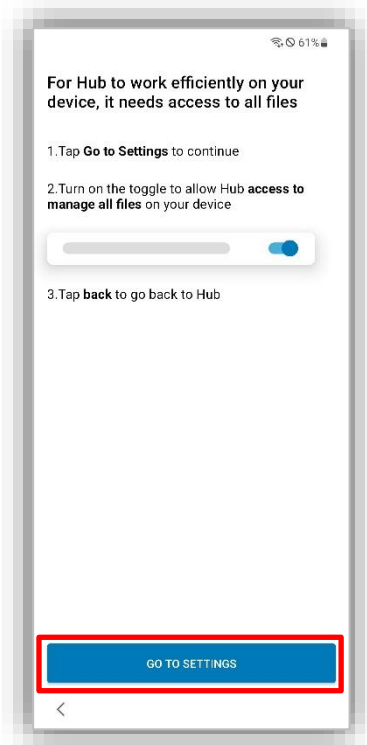 61%
For Hub to work efficiently on your
device, it needs access to all files
1.Tap Go to Settings to continue
2.Turn on the toggle to allow Hub access to
manage all files on your device
3.Tap back to go back to Hub
GO TO SETTINGS